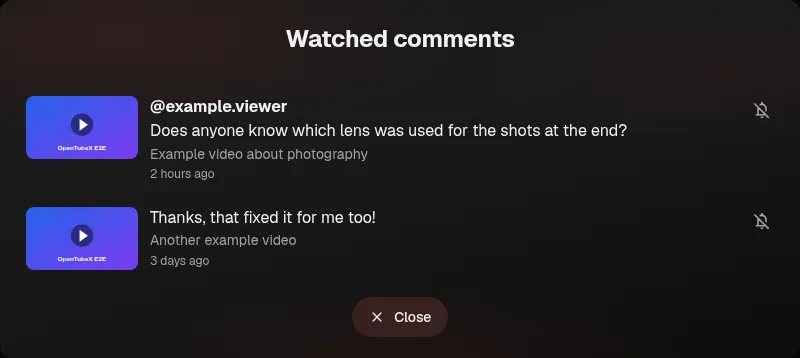 Watched comments
@example.viewer
Does anyone know which lens was used for the shots at the end?
Example video about photography
2 hours ago
OpenTubeX E2E
Thanks, that fixed it for me too!
Another example video
3 days ago
OpenTubeX E2E
Close